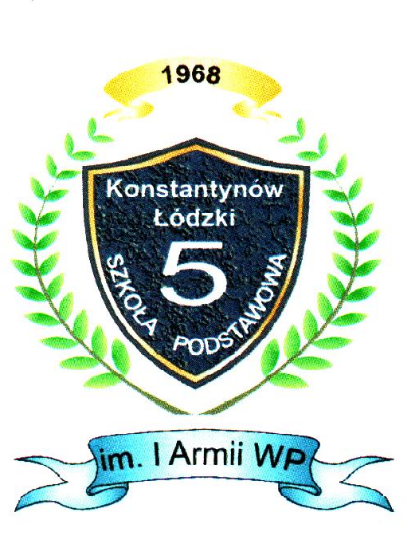 1968
Konstantynów
Łódzki
5
SZKOŁA PODSTAWOWA
im. I Armii WP